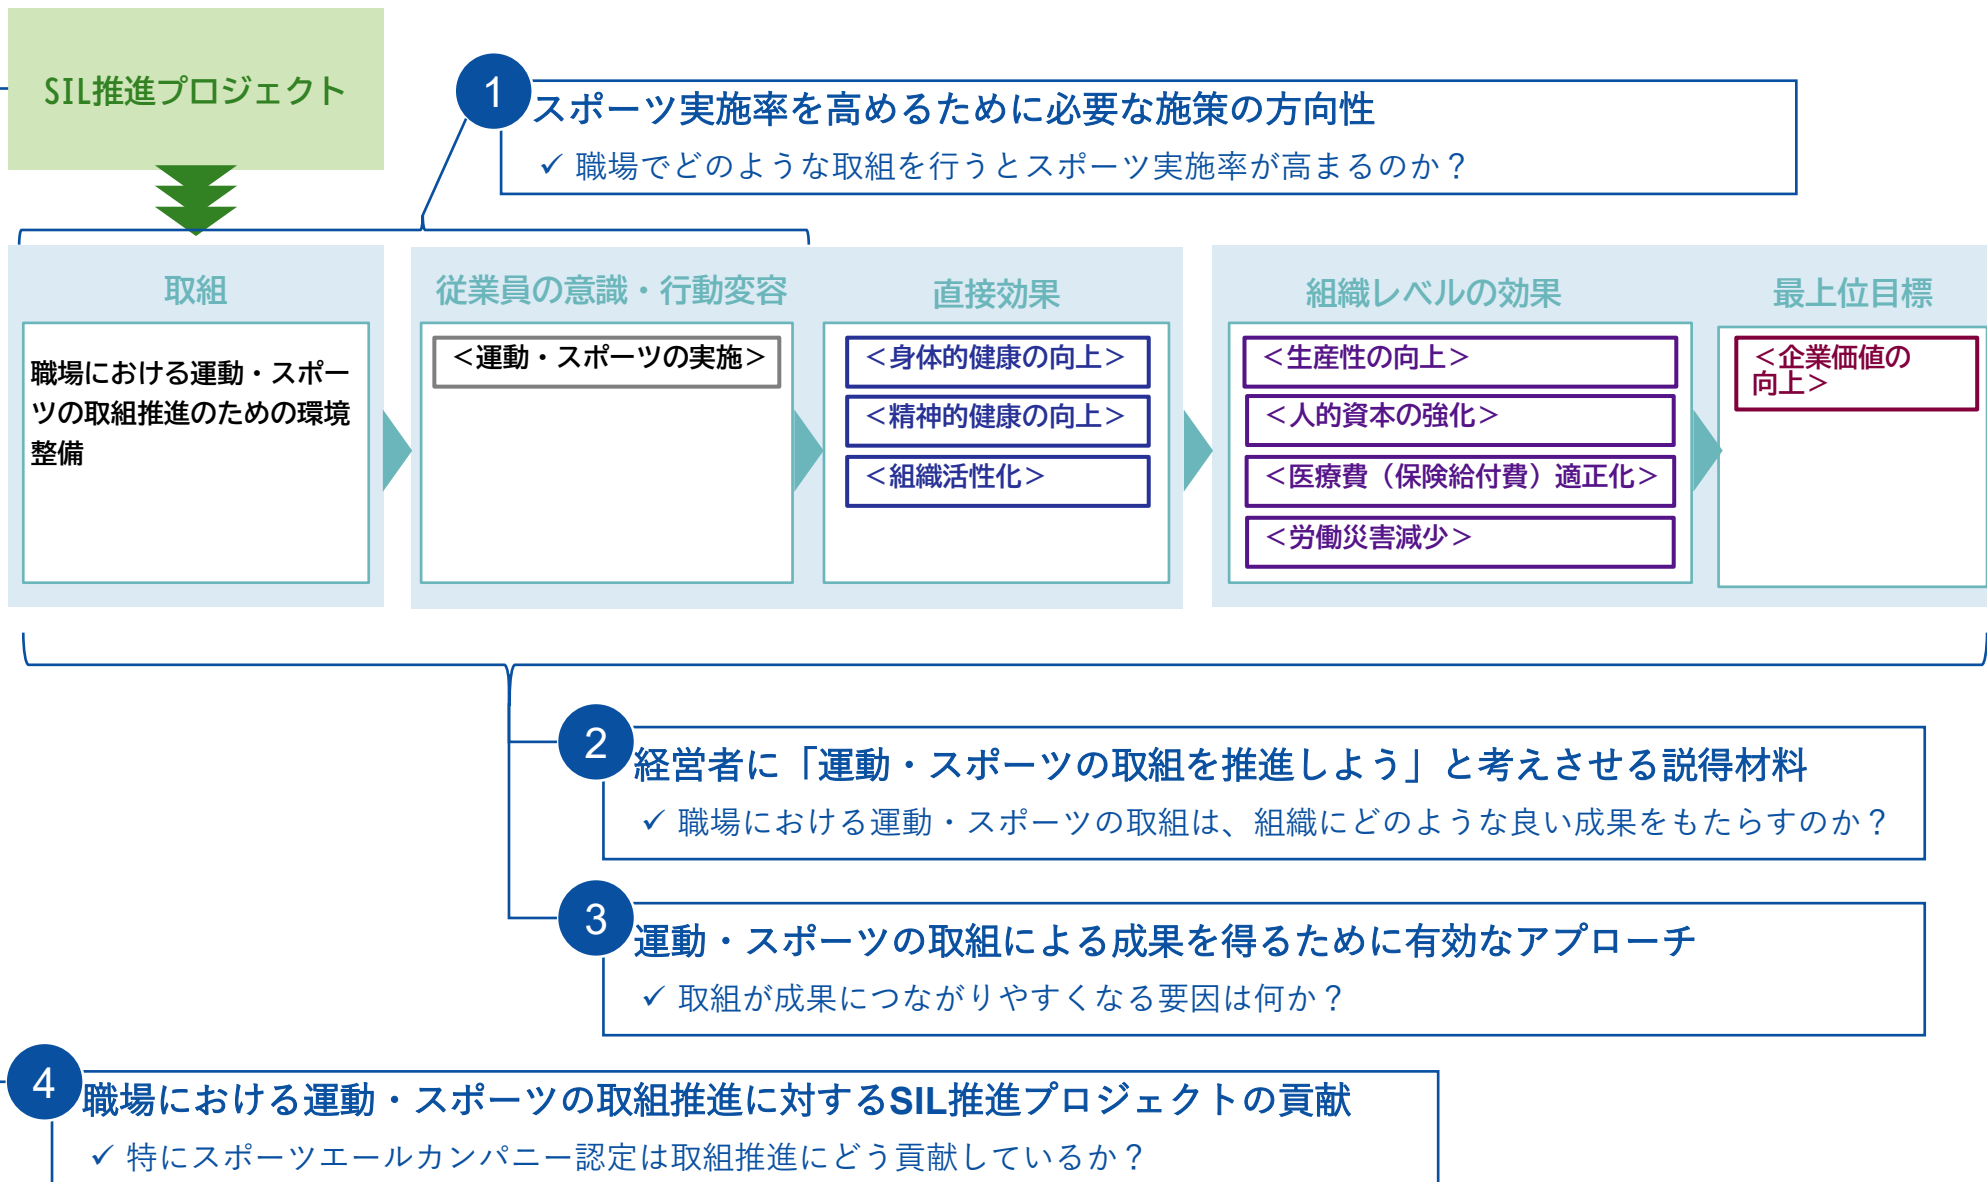 SIL推進プロジェクト
1
スポーツ実施率を高めるために必要な施策の方向性
✓ 職場でどのような取組を行うとスポーツ実施率が高まるのか？
取組
職場における運動・スポー
ツの取組推進のための環境
整備
従業員の意識・行動変容
＜運動・スポーツの実施＞
直接効果
＜身体的健康の向上＞
＜精神的健康の向上＞
＜組織活性化＞
組織レベルの効果
＜生産性の向上＞
＜人的資本の強化＞
＜医療費（保険給付費）適正化＞
＜労働災害減少＞
最上位目標
＜企業価値の
向上＞
2
経営者に「運動・スポーツの取組を推進しよう」と考えさせる説得材料
✓ 職場における運動・スポーツの取組は、組織にどのような良い成果をもたらすのか？
3
運動・スポーツの取組による成果を得るために有効なアプローチ
✓ 取組が成果につながりやすくなる要因は何か？
4
職場における運動・スポーツの取組推進に対するSIL推進プロジェクトの貢献
✓ 特にスポーツエールカンパニー認定は取組推進にどう貢献しているか？